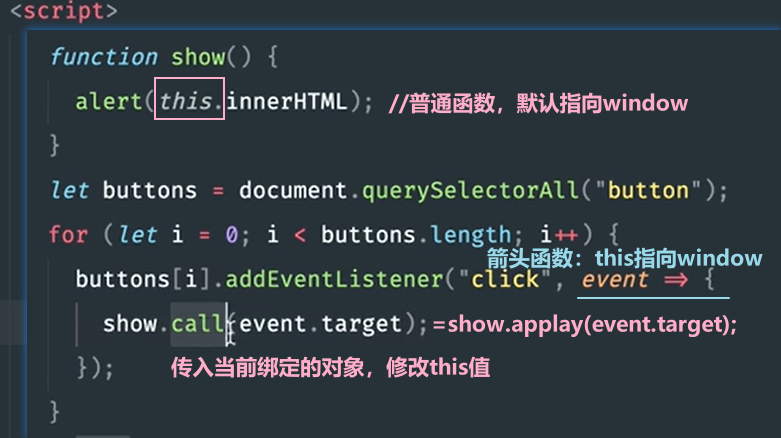 <script>
function show() {
alert(this.innerHTML); //普通函数，默认指向window
}
let buttons = document.querySelectorAll("button");
for (let i = 0; i < buttons.length; i++) {
箭头函数：this指向window
buttons[i].addEventListener("click", event => {
show.call(event.target);=show.applay(event.target);
});
传入当前绑定的对象，修改this值
}